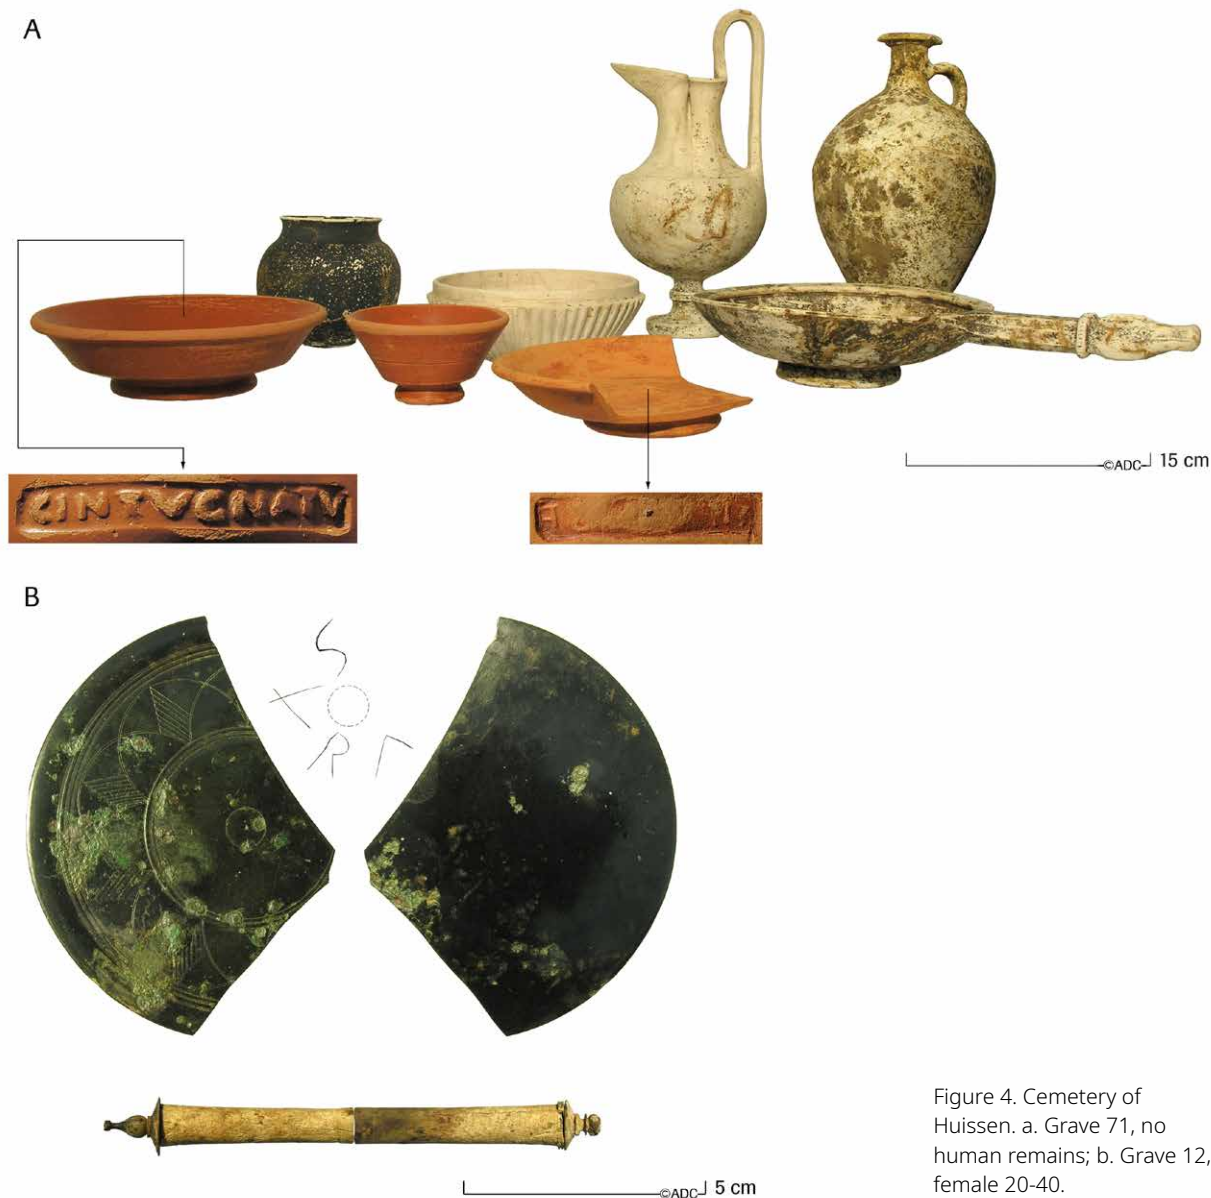 A
CINTVGNATV
©ADC 15 cm
B
S
X
R
©ADC 5 cm
Figure 4. Cemetery of
Huissen. a. Grave 71, no
human remains; b. Grave 12,
female 20-40.